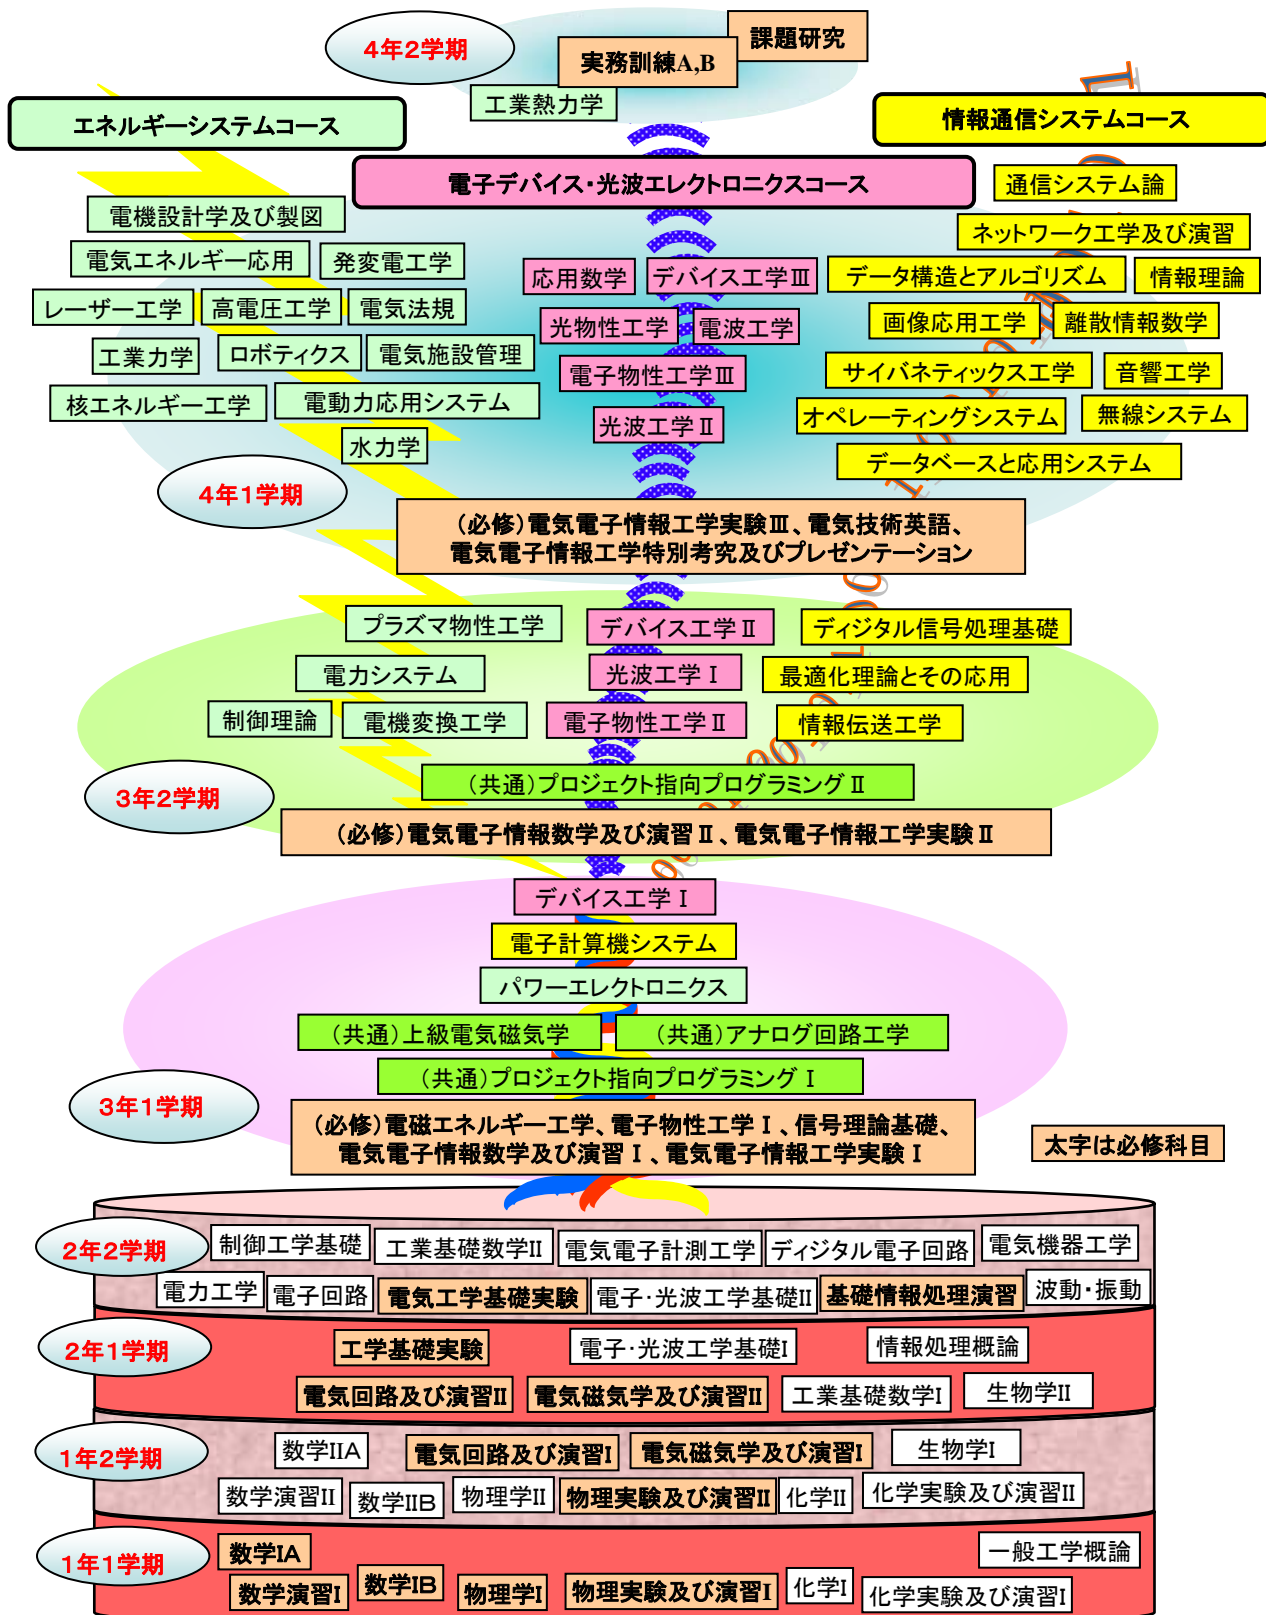 4年2学期
課題研究
実務訓練A,B
工業熱力学
エネルギーシステムコース
情報通信システムコース
電子デバイス・光波エレクトロニクスコース
通信システム論
電機設計学及び製図
ネットワーク工学及び演習
電気エネルギー応用
発変電工学
応用数学
デバイス工学Ⅲ
データ構造とアルゴリズム
情報理論
レーザー工学
高電圧工学
電気法規
光物性工学
電波工学
画像応用工学
離散情報数学
工業力学
ロボティクス
電気施設管理
電子物性工学Ⅲ
サイバネティックス工学
音響工学
核エネルギー工学
電動力応用システム
光波工学Ⅱ
オペレーティングシステム
無線システム
水力学
データベースと応用システム
4年1学期
(必修)電気電子情報工学実験Ⅲ、電気技術英語、
電気電子情報工学特別考究及びプレゼンテーション
プラズマ物性工学
デバイス工学Ⅱ
ディジタル信号処理基礎
電力システム
光波工学Ⅰ
最適化理論とその応用
制御理論
電機変換工学
電子物性工学Ⅱ
情報伝送工学
3年2学期
(共通)プロジェクト指向プログラミングⅡ
(必修)電気電子情報数学及び演習Ⅱ、電気電子情報工学実験Ⅱ
デバイス工学Ⅰ
電子計算機システム
パワーエレクトロニクス
(共通)上級電気磁気学
(共通)アナログ回路工学
(共通)プロジェクト指向プログラミングⅠ
3年1学期
(必修)電磁エネルギー工学、電子物性工学Ⅰ、信号理論基礎、
電気電子情報数学及び演習Ⅰ、電気電子情報工学実験Ⅰ
太字は必修科目
2年2学期
制御工学基礎
工業基礎数学II
電気電子計測工学
ディジタル電子回路
電気機器工学
電力工学
電子回路
電気工学基礎実験
電子・光波工学基礎II
基礎情報処理演習
波動・振動
2年1学期
工学基礎実験
電子・光波工学基礎I
情報処理概論
電気回路及び演習II
電気磁気学及び演習II
工業基礎数学I
生物学II
1年2学期
数学IIA
電気回路及び演習I
電気磁気学及び演習I
生物学I
数学演習II
数学IIB
物理学II
物理実験及び演習II
化学II
化学実験及び演習II
1年1学期
数学IA
一般工学概論
数学演習I
数学IB
物理学I
物理実験及び演習I
化学I
化学実験及び演習I